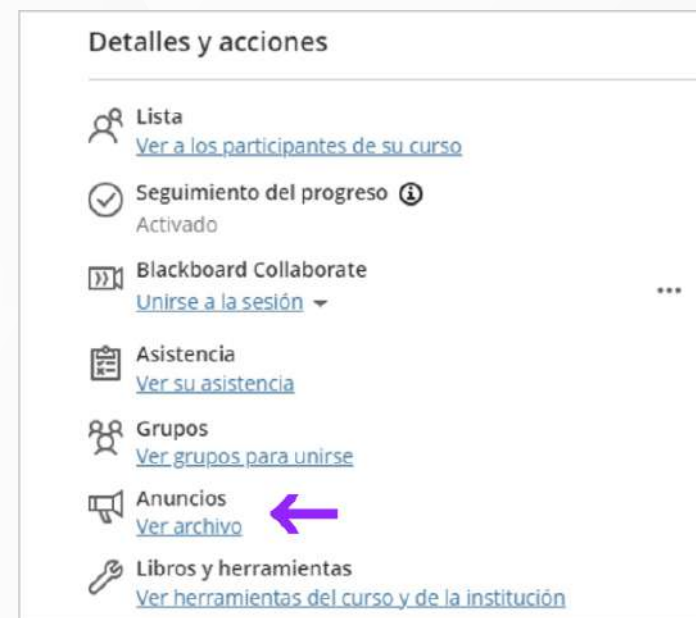 Detalles y acciones
Lista
Ver a los participantes de su curso
Seguimiento del progreso
Activado
Blackboard Collaborate
Unirse a la sesión
Asistencia
Ver su asistencia
Grupos
Ver grupos para unirse
Anuncios
Ver archivo
Libros y herramientas
Ver herramientas del curso y de la institución